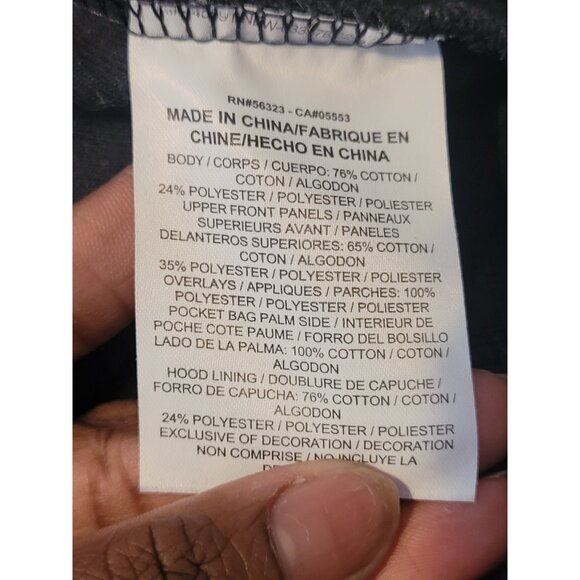 RN#56323 - CA#05553
MADE IN CHINA/FABRIQUE EN
CHINE/HECHO EN CHINA
BODY / CORPS / CUERPO: 76% COTTON /
COTON / ALGODON
24% POLYESTER / POLYESTER / POLIESTER
UPPER FRONT PANELS / PANNEAUX
SUPERIEURS AVANT / PANELES
DELANTEROS SUPERIORES: 65% COTTON /
COTON / ALGODON
35% POLYESTER / POLYESTER / POLIESTER
OVERLAYS / APPLIQUES / PARCHES: 100%
POLYESTER / POLYESTER / POLIESTER
POCKET BAG PALM SIDE / INTERIEUR DE
POCHE COTE PAUME / FORRO DEL BOLSILLO
LADO DE LA PALMA: 100% COTTON / COTON /
ALGODON
HOOD LINING / DOUBLURE DE CAPUCHE /
FORRO DE CAPUCHA: 76% COTTON / COTON /
ALGODON
24% POLYESTER / POLYESTER / POLIESTER
EXCLUSIVE OF DECORATION / DECORATION
NON COMPRISE / NO INCLUYE LA